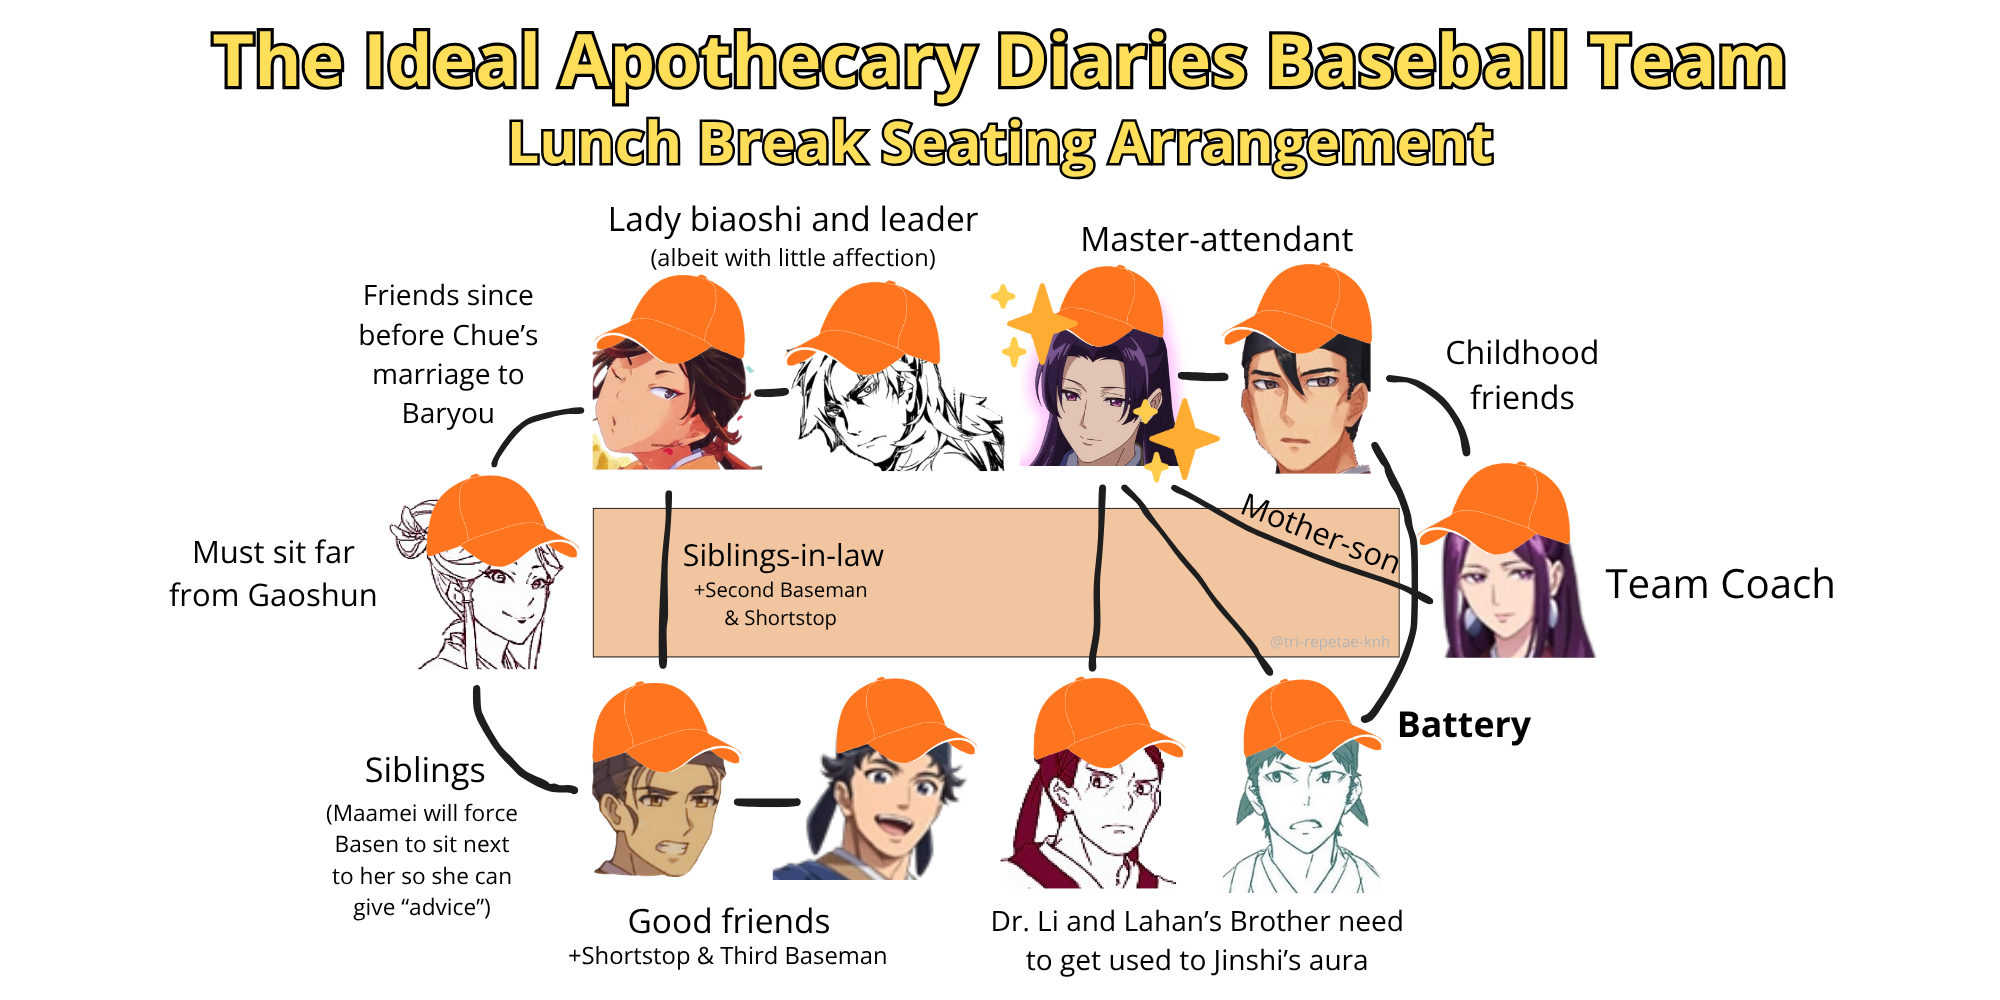 The Ideal Apothecary Diaries Baseball Team
Lunch Break Seating Arrangement
Lady biaoshi and leader
(albeit with little affection)
Master-attendant
Friends since
before Chue’s
marriage to
Baryou
Childhood
friends
Must sit far
from Gaoshun
Siblings-in-law
+Second Baseman
& Shortstop
Mother-son
@tri-repetae-knh
Team Coach
Battery
Siblings
(Maamei will force
Basen to sit next
to her so she can
give “advice”)
Good friends
+Shortstop & Third Baseman
Dr. Li and Lahan’s Brother need
to get used to Jinshi’s aura